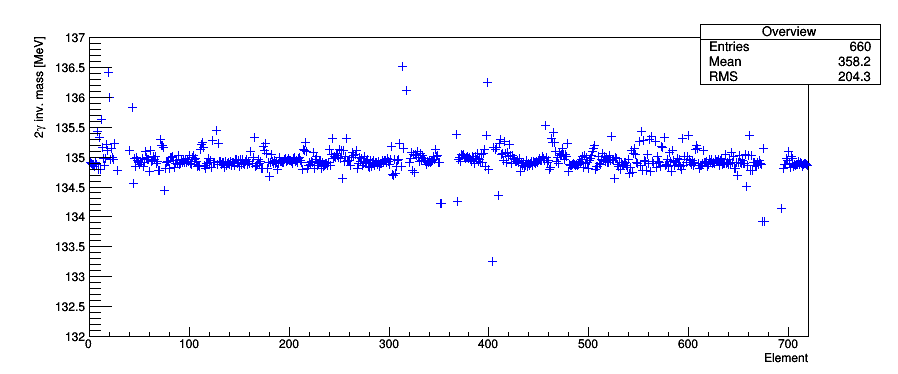 Overview
Entries 660
Mean 358.2
RMS 204.3
2γ inv. mass [MeV]
137
136.5
136
135.5
135
134.5
134
133.5
133
132.5
132
0 100 200 300 400 500 600 700
Element